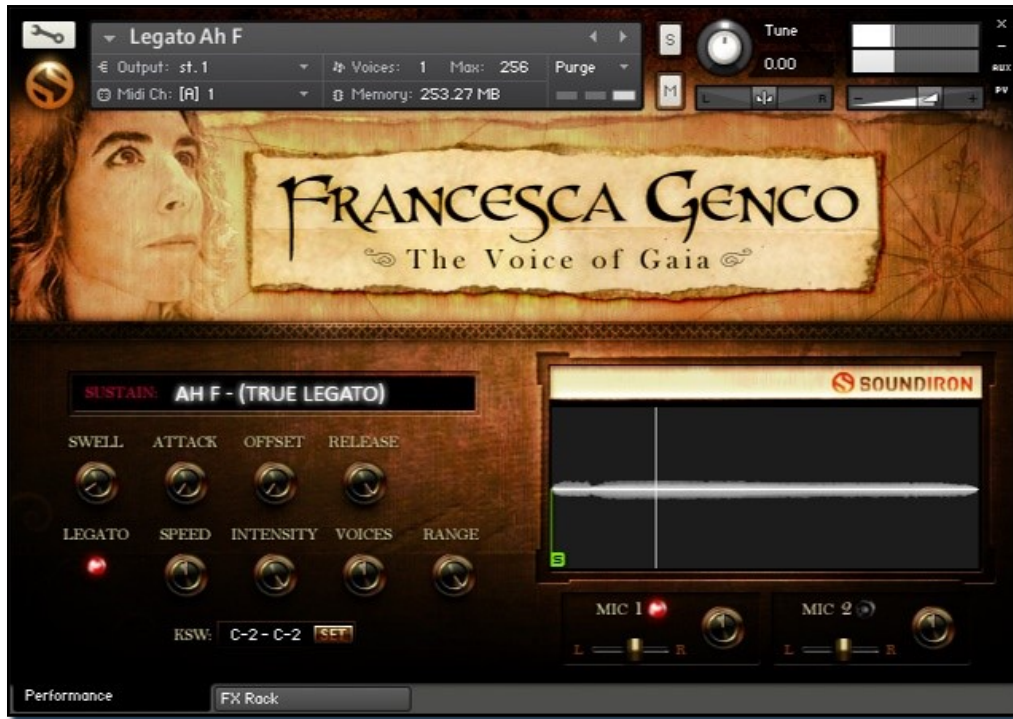 Legato Ah F
S
Tune
×
Output: st.1
Voices: 1 Max: 256
Purge
0.00
–
AUX
Midi Ch: [A] 1
Memory: 253.27 MB
M
L R
– +
PV
FRANCESCA GENCO
The Voice of Gaia
SOUNDIRON
SUSTAIN: AH F - (TRUE LEGATO)
SWELL ATTACK OFFSET RELEASE
LEGATO SPEED INTENSITY VOICES RANGE
S
MIC 1 MIC 2
KSW: C-2 - C-2 SET
L R L R
Performance FX Rack